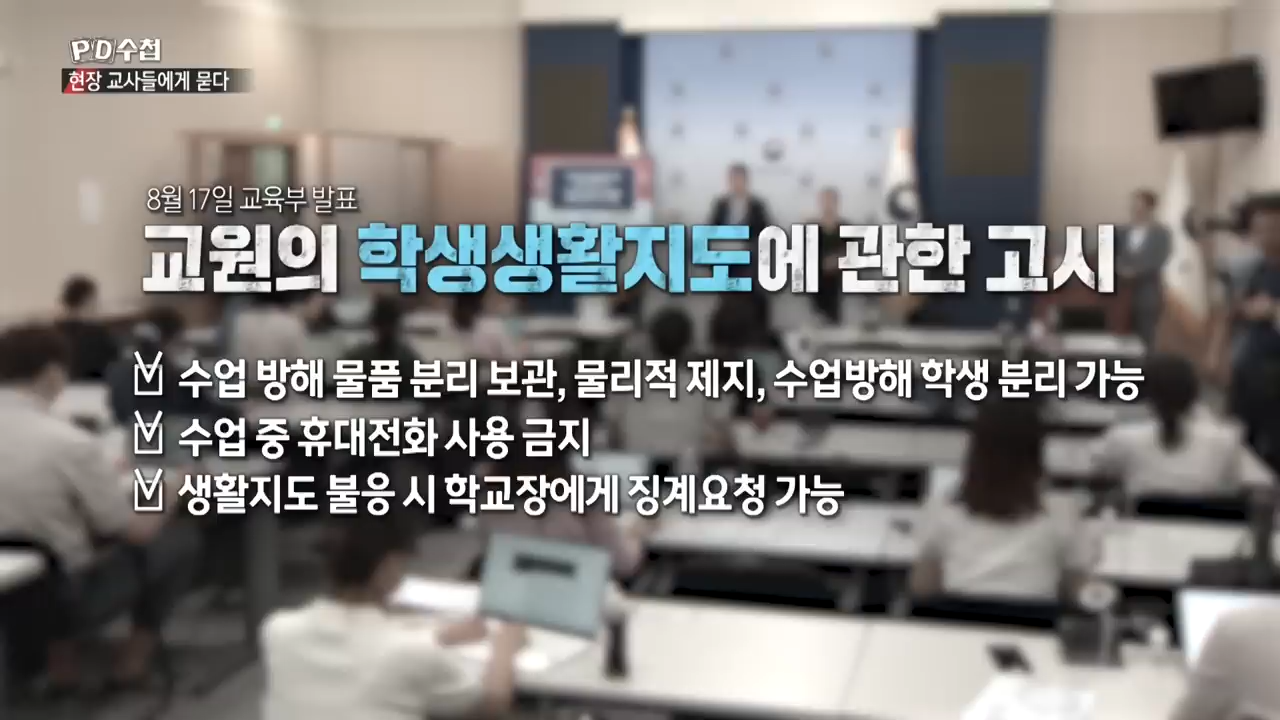 PD수첩
현장 교사들에게 묻다
8월 17일 교육부 발표
교원의 학생생활지도에 관한 고시
수업 방해 물품 분리 보관, 물리적 제지, 수업방해 학생 분리 가능
수업 중 휴대전화 사용 금지
생활지도 불응 시 학교장에게 징계요청 가능